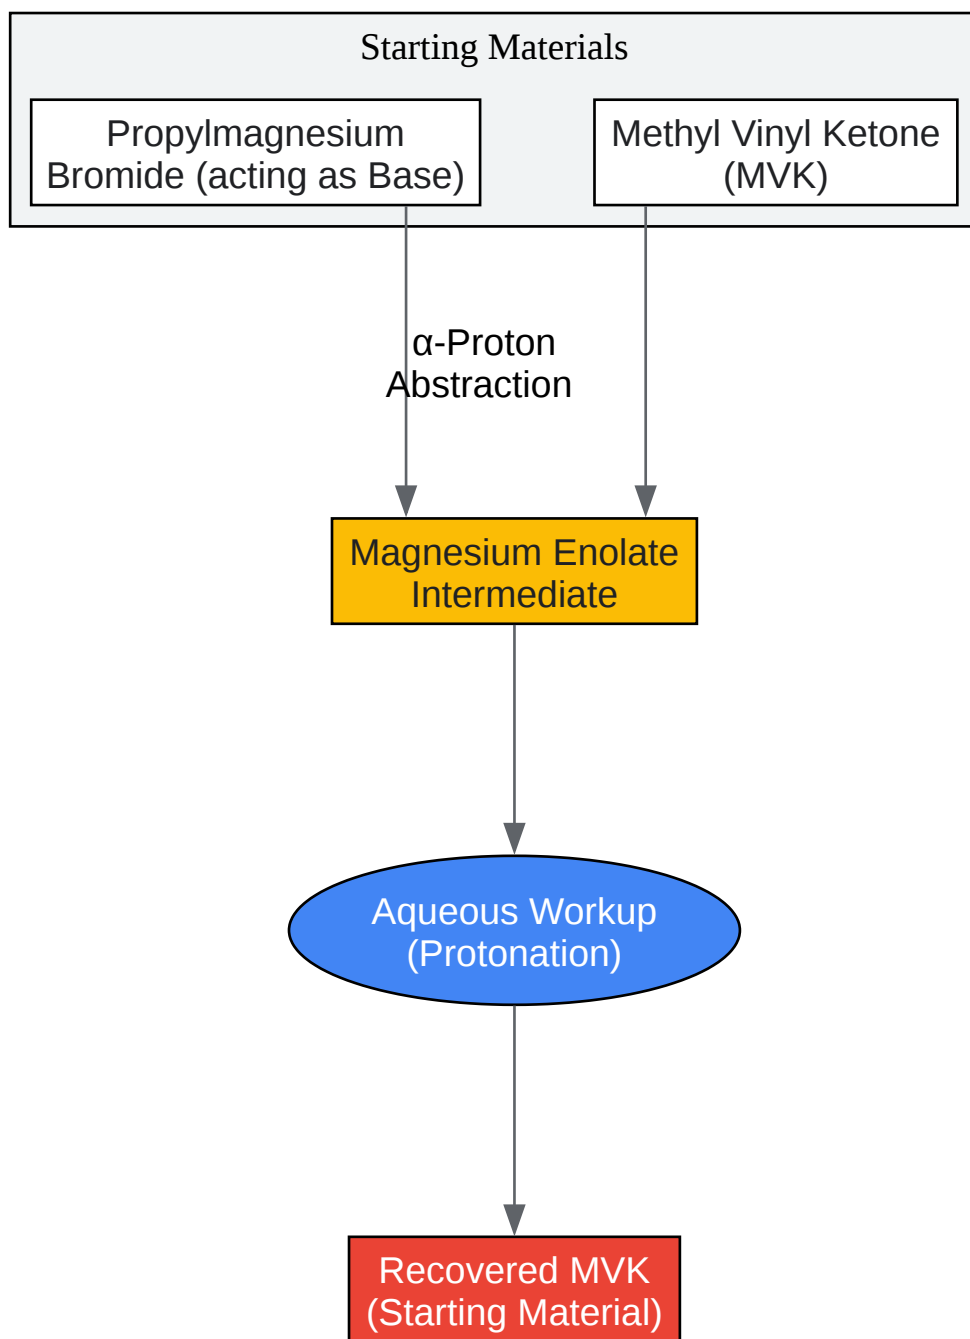 Starting Materials
Propylmagnesium
Bromide (acting as Base)
Methyl Vinyl Ketone
(MVK)
α-Proton
Abstraction
Magnesium Enolate
Intermediate
Aqueous Workup
(Protonation)
Recovered MVK
(Starting Material)